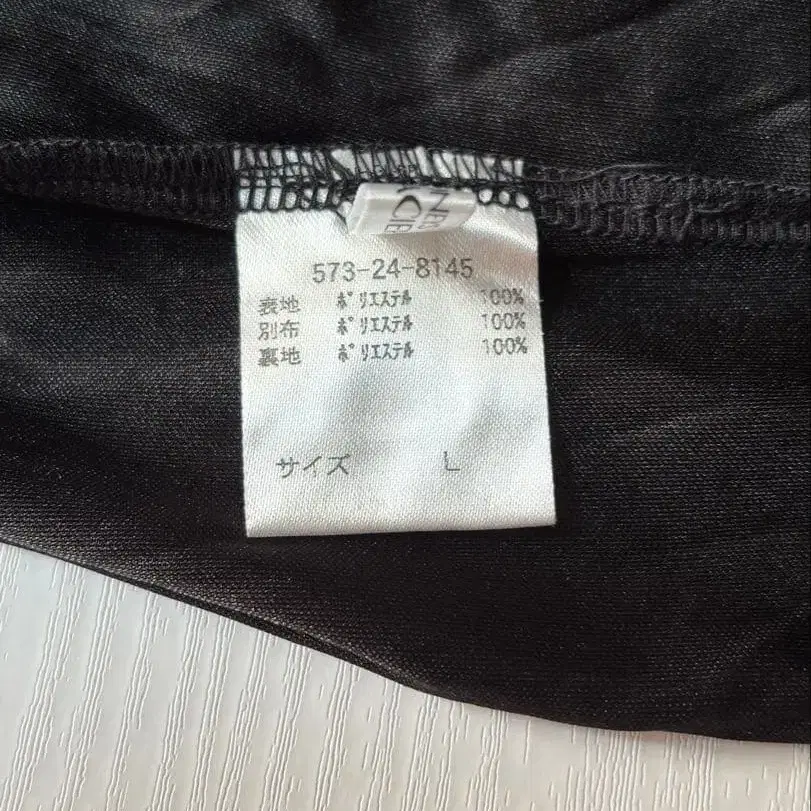 573-24-8145
表地 ポリエステル 100%
別布 ポリエステル 100%
裏地 ポリエステル 100%
サイズ L